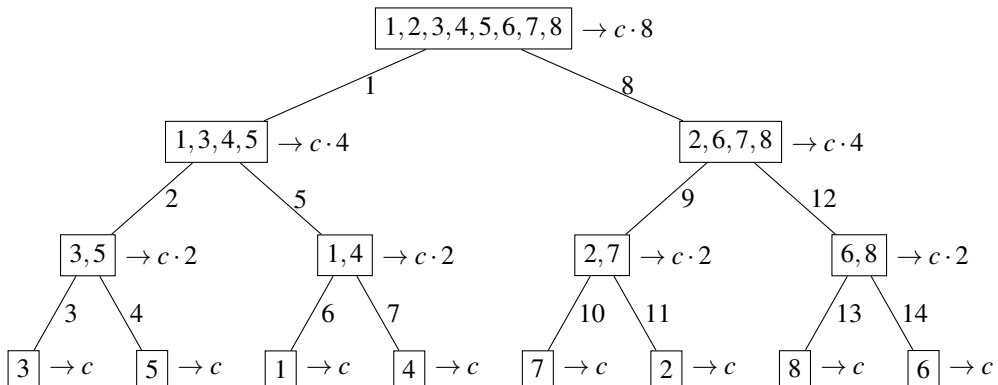 1,2,3,4,5,6,7,8 → c · 8
1 8
1,3,4,5 → c · 4 2,6,7,8 → c · 4
2 5 9 12
3,5 → c · 2 1,4 → c · 2 2,7 → c · 2 6,8 → c · 2
3 4 6 7 10 11 13 14
3 → c 5 → c 1 → c 4 → c 7 → c 2 → c 8 → c 6 → c